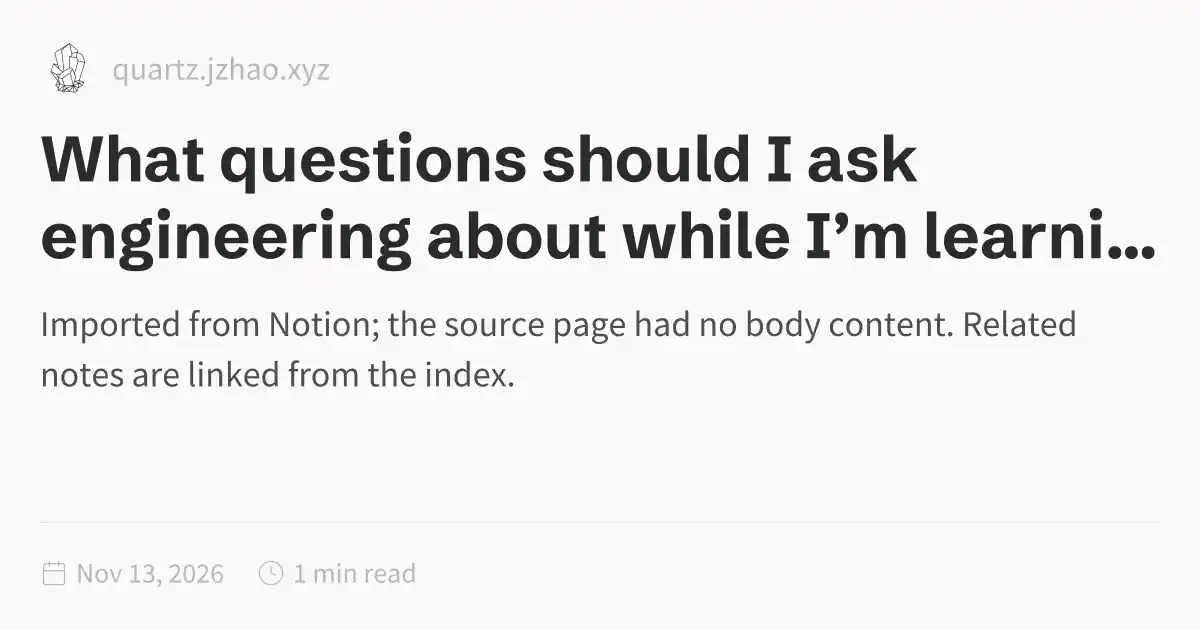 quartz.jzhao.xyz
What questions should I ask
engineering about while I’m learni...
Imported from Notion; the source page had no body content. Related
notes are linked from the index.
Nov 13, 2026
1 min read